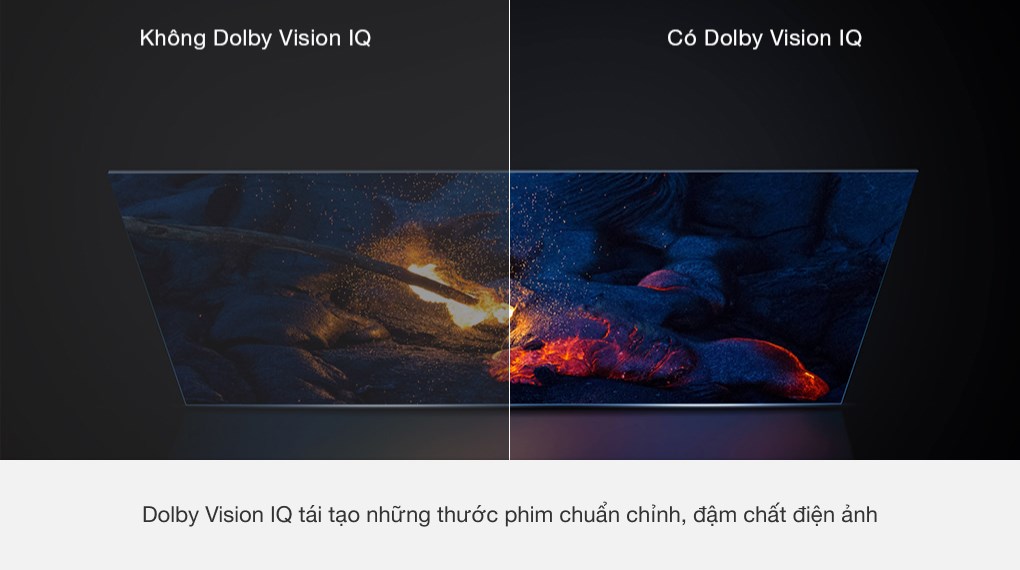 Không Dolby Vision IQ
Có Dolby Vision IQ
Dolby Vision IQ tái tạo những thước phim chuẩn chỉnh, đậm chất điện ảnh